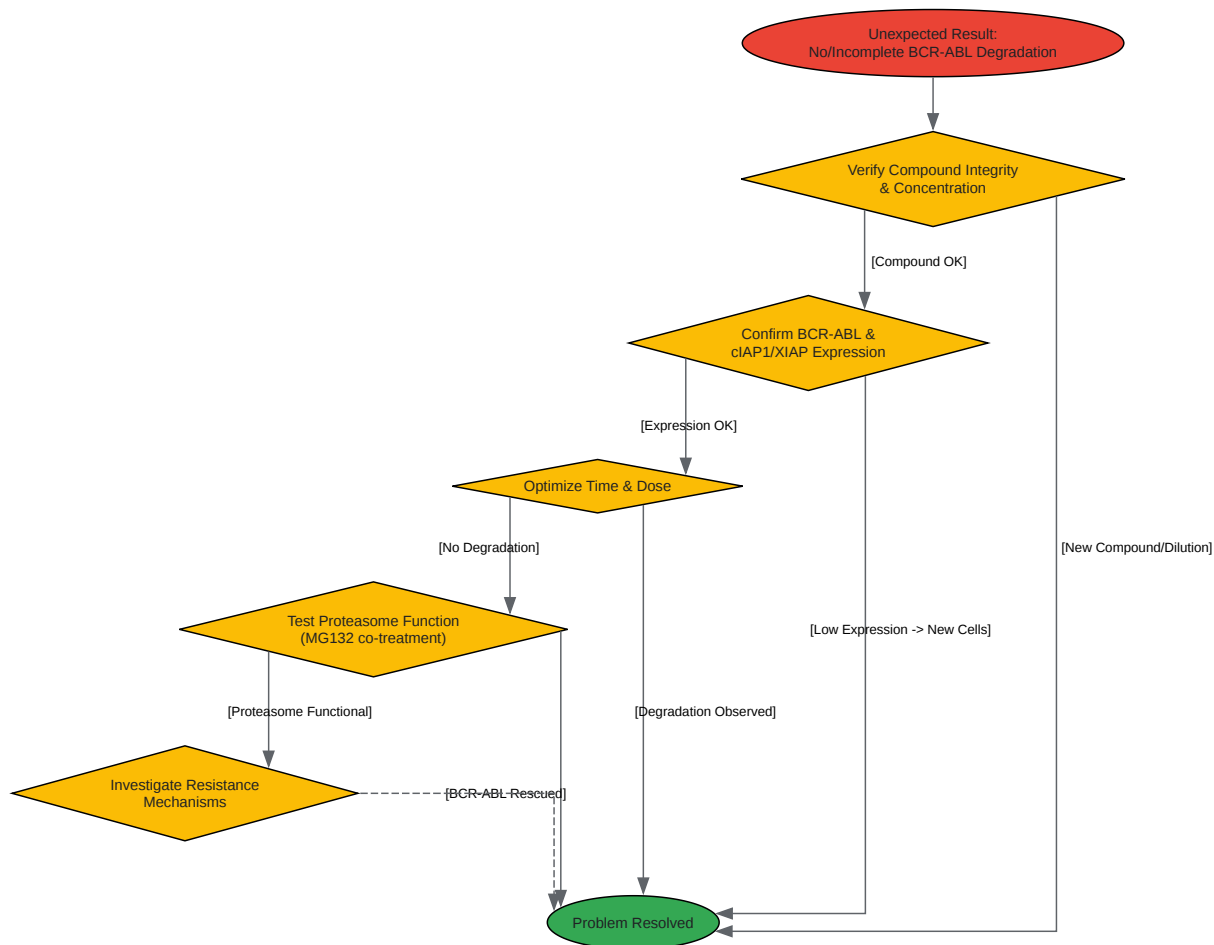 Unexpected Result:
No/Incomplete BCR-ABL Degradation
Verify Compound Integrity
& Concentration
[Compound OK]
Confirm BCR-ABL &
cIAP1/XIAP Expression
[Expression OK]
Optimize Time & Dose
[No Degradation]
[New Compound/Dilution]
Test Proteasome Function
(MG132 co-treatment)
[Low Expression -> New Cells]
[Proteasome Functional]
[Degradation Observed]
Investigate Resistance
Mechanisms
[BCR-ABL Rescued]
Problem Resolved